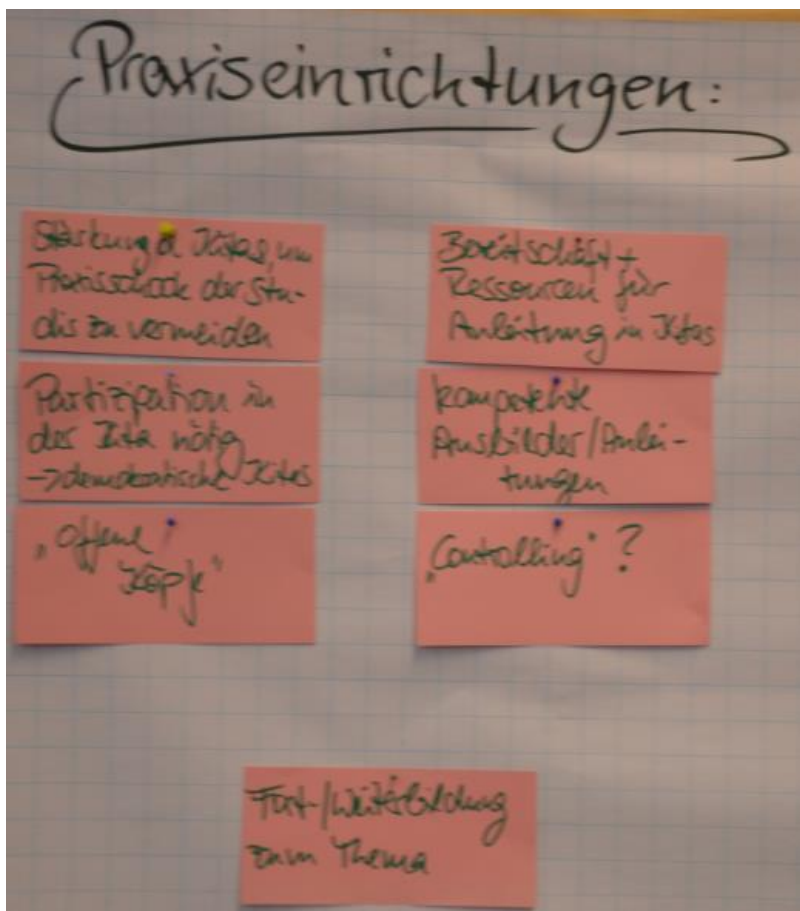 Praxiseinrichtungen:
Stärkung d. Kitas, um
Praxisschock der Stu-
dis zu vermeiden
Partizipation in
der Kita nötig
->demokratische Kitas
"Offene
Köpfe"
Bereitschaft +
Ressourcen für
Anleitung in Kitas
kompetente
Ausbilder/Anlei-
tungen
"Controlling" ?
Fort-/Weiterbildung
zum Thema